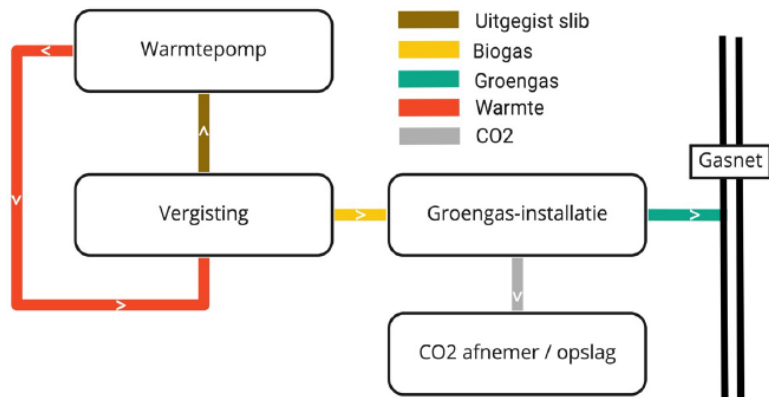 Warmtepomp
Uitgegist slib
Biogas
Groengas
Warmte
CO2
Gasnet
Vergisting
Groengas-installatie
CO2 afnemer / opslag